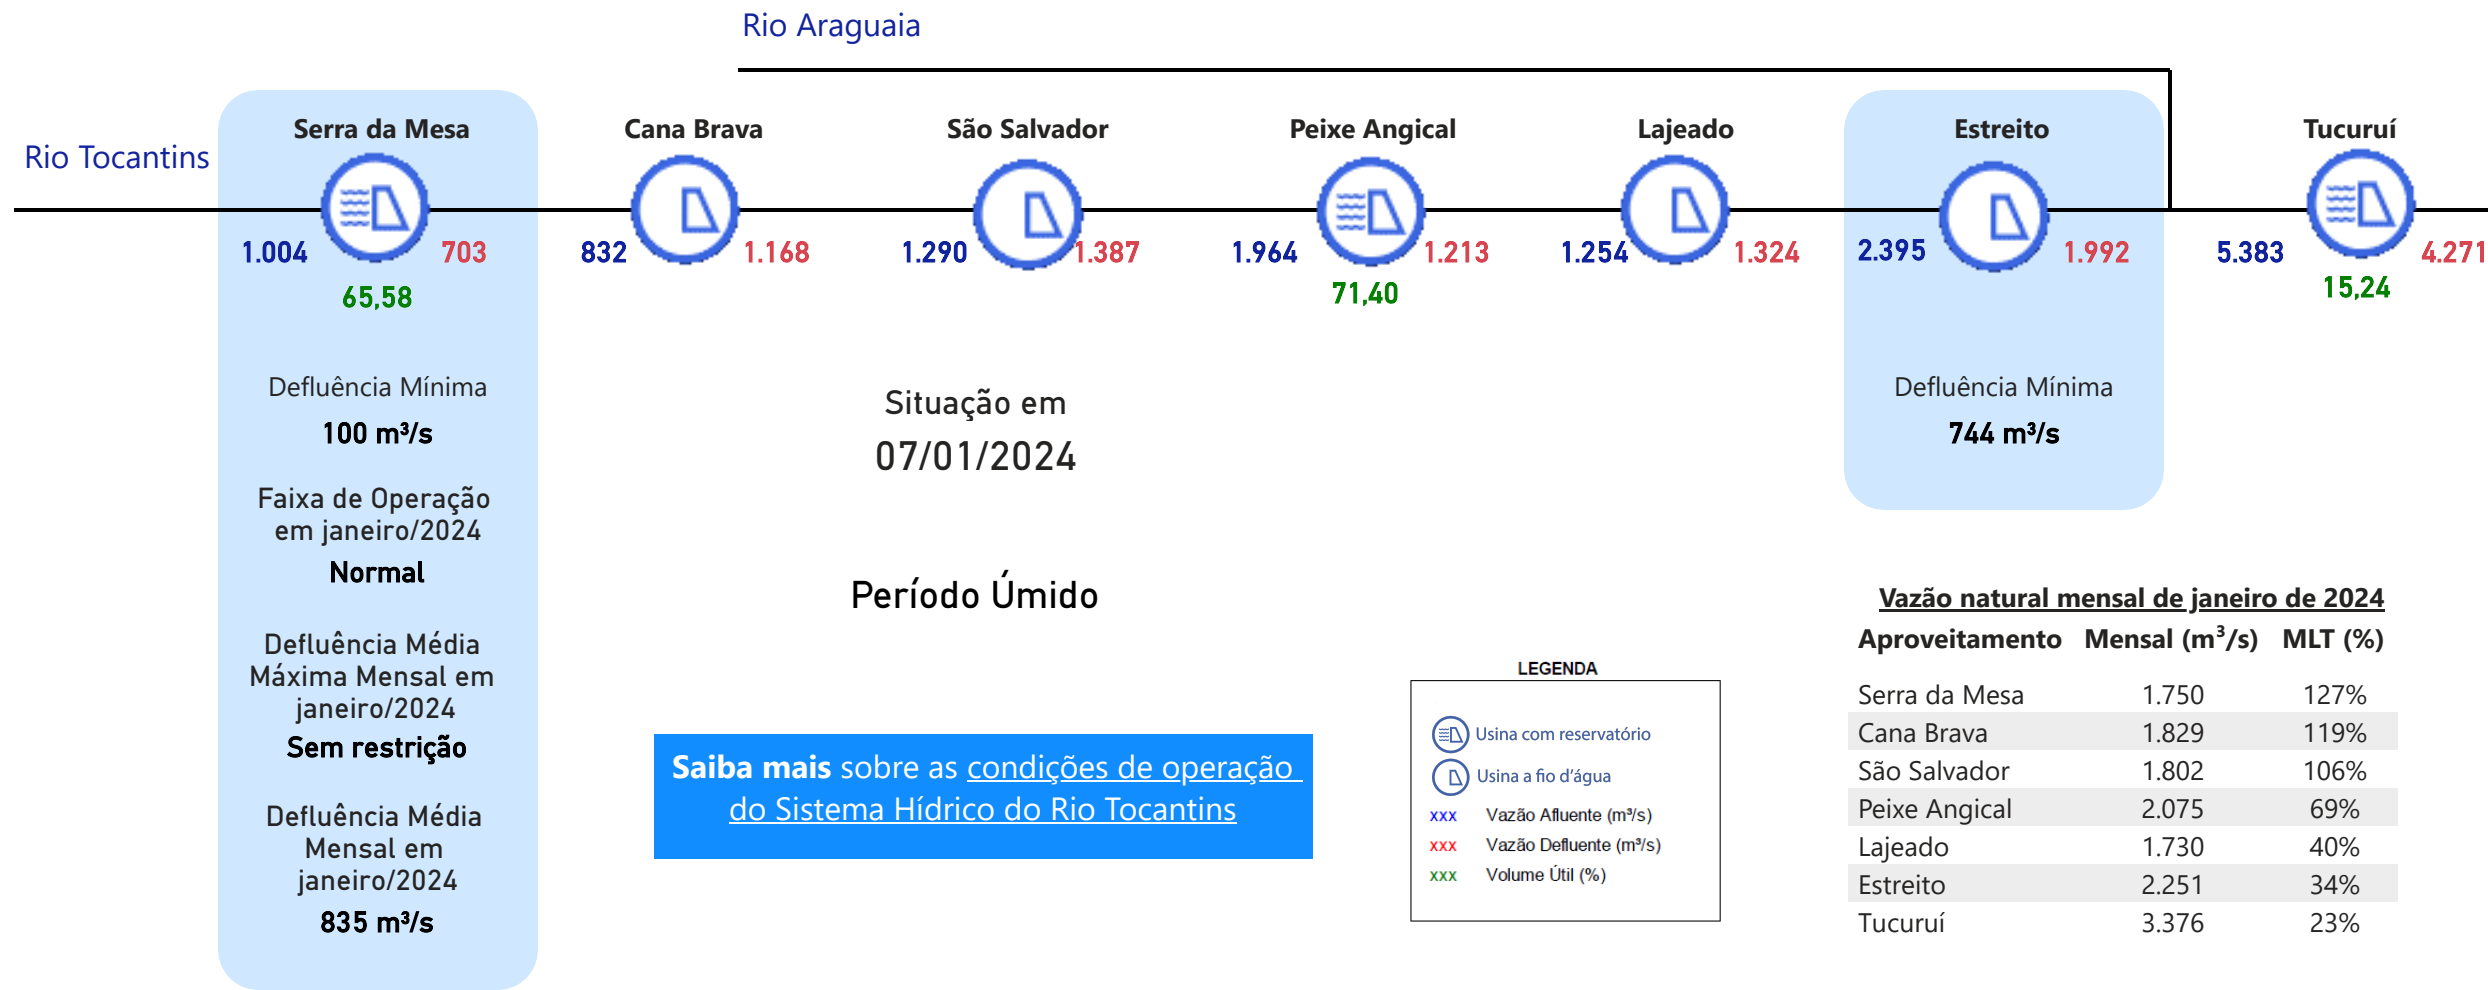 Rio Araguaia
Rio Tocantins
Serra da Mesa
Cana Brava
São Salvador
Peixe Angical
Lajeado
Estreito
Tucuruí
1.004
703
832
1.168
1.290
1.387
1.964
1.213
1.254
1.324
2.395
1.992
5.383
4.271
65,58
71,40
15,24
Defluência Mínima
100 m³/s
Faixa de Operação
em janeiro/2024
Normal
Defluência Média
Máxima Mensal em
janeiro/2024
Sem restrição
Defluência Média
Mensal em
janeiro/2024
835 m³/s
Situação em
07/01/2024
Período Úmido
Saiba mais sobre as condições de operação
do Sistema Hídrico do Rio Tocantins
Defluência Mínima
744 m³/s
LEGENDA
Usina com reservatório
Usina a fio d'água
xxx Vazão Afluente (m³/s)
xxx Vazão Defluente (m³/s)
xxx Volume Útil (%)
Vazão natural mensal de janeiro de 2024
Aproveitamento Mensal (m³/s) MLT (%)
Serra da Mesa 1.750 127%
Cana Brava 1.829 119%
São Salvador 1.802 106%
Peixe Angical 2.075 69%
Lajeado 1.730 40%
Estreito 2.251 34%
Tucuruí 3.376 23%